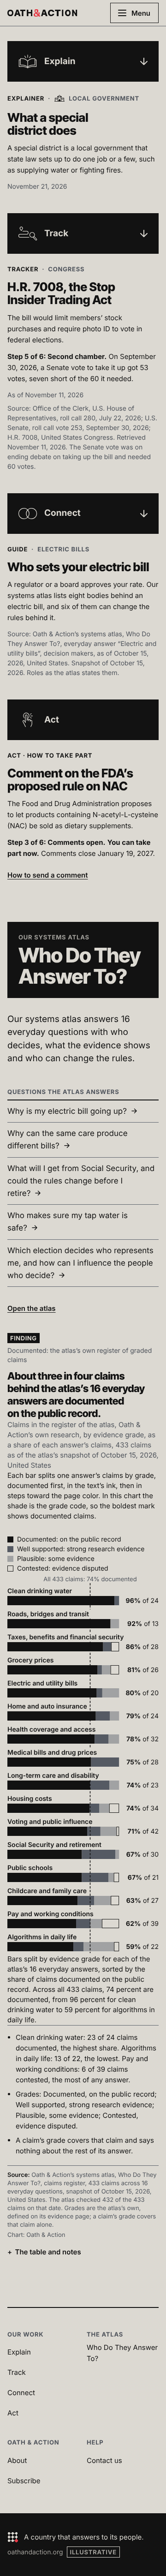 OATH&ACTION
Menu
Explain
EXPLAINER · LOCAL GOVERNMENT
What a special
district does
A special district is a local government that
state law sets up to do one job or a few, such
as supplying water or fighting fires.
November 21, 2026
Track
TRACKER · CONGRESS
H.R. 7008, the Stop
Insider Trading Act
The bill would limit members’ stock
purchases and require photo ID to vote in
federal elections.
Step 5 of 6: Second chamber. On September
30, 2026, a Senate vote to take it up got 53
votes, seven short of the 60 it needed.
As of November 11, 2026
Source: Office of the Clerk, U.S. House of
Representatives, roll call 280, July 22, 2026; U.S.
Senate, roll call vote 253, September 30, 2026;
H.R. 7008, United States Congress. Retrieved
November 11, 2026. The Senate vote was on
ending debate on taking up the bill and needed
60 votes.
Connect
GUIDE · ELECTRIC BILLS
Who sets your electric bill
A regulator or a board approves your rate. Our
systems atlas lists eight bodies behind an
electric bill, and six of them can change the
rules behind it.
Source: Oath & Action’s systems atlas, Who Do
They Answer To?, everyday answer “Electric and
utility bills”, decision makers, as of October 15,
2026, United States. Snapshot of October 15,
2026. Roles as the atlas states them.
Act
ACT · HOW TO TAKE PART
Comment on the FDA’s
proposed rule on NAC
The Food and Drug Administration proposes
to let products containing N-acetyl-L-cysteine
(NAC) be sold as dietary supplements.
Step 3 of 6: Comments open. You can take
part now. Comments close January 19, 2027.
How to send a comment
OUR SYSTEMS ATLAS
Who Do They
Answer To?
Our systems atlas answers 16
everyday questions with who
decides, what the evidence shows
and who can change the rules.
QUESTIONS THE ATLAS ANSWERS
Why is my electric bill going up? →
Why can the same care produce
different bills? →
What will I get from Social Security, and
could the rules change before I
retire? →
Who makes sure my tap water is
safe? →
Which election decides who represents
me, and how can I influence the people
who decide? →
Open the atlas
FINDING
Documented: the atlas’s own register of graded
claims
About three in four claims
behind the atlas’s 16 everyday
answers are documented
on the public record.
Claims in the register of the atlas, Oath &
Action’s own research, by evidence grade, as
a share of each answer’s claims, 433 claims
as of the atlas’s snapshot of October 15, 2026,
United States
Each bar splits one answer’s claims by grade,
documented first, in the text’s ink, then in
steps toward the page color. In this chart the
shade is the grade code, so the boldest mark
shows documented claims.
Documented: on the public record
Well supported: strong research evidence
Plausible: some evidence
Contested: evidence disputed
All 433 claims: 74% documented
Clean drinking water
96% of 24
Roads, bridges and transit
92% of 13
Taxes, benefits and financial security
86% of 28
Grocery prices
81% of 26
Electric and utility bills
80% of 20
Home and auto insurance
79% of 24
Health coverage and access
78% of 32
Medical bills and drug prices
75% of 28
Long-term care and disability
74% of 23
Housing costs
74% of 34
Voting and public influence
71% of 42
Social Security and retirement
67% of 30
Public schools
67% of 21
Childcare and family care
63% of 27
Pay and working conditions
62% of 39
Algorithms in daily life
59% of 22
Bars split by evidence grade for each of the
atlas’s 16 everyday answers, sorted by the
share of claims documented on the public
record. Across all 433 claims, 74 percent are
documented, from 96 percent for clean
drinking water to 59 percent for algorithms in
daily life.
• Clean drinking water: 23 of 24 claims
documented, the highest share. Algorithms
in daily life: 13 of 22, the lowest. Pay and
working conditions: 6 of 39 claims
contested, the most of any answer.
• Grades: Documented, on the public record;
Well supported, strong research evidence;
Plausible, some evidence; Contested,
evidence disputed.
• A claim’s grade covers that claim and says
nothing about the rest of its answer.
Source: Oath & Action’s systems atlas, Who Do They
Answer To?, claims register, 433 claims across 16
everyday questions, snapshot of October 15, 2026,
United States. The atlas checked 432 of the 433
claims on that date. Grades are the atlas’s own,
defined on its evidence page; a claim’s grade covers
that claim alone.
Chart: Oath & Action
+ The table and notes
OUR WORK
Explain
Track
Connect
Act
THE ATLAS
Who Do They Answer
To?
OATH & ACTION
About
Subscribe
HELP
Contact us
A country that answers to its people.
oathandaction.org ILLUSTRATIVE